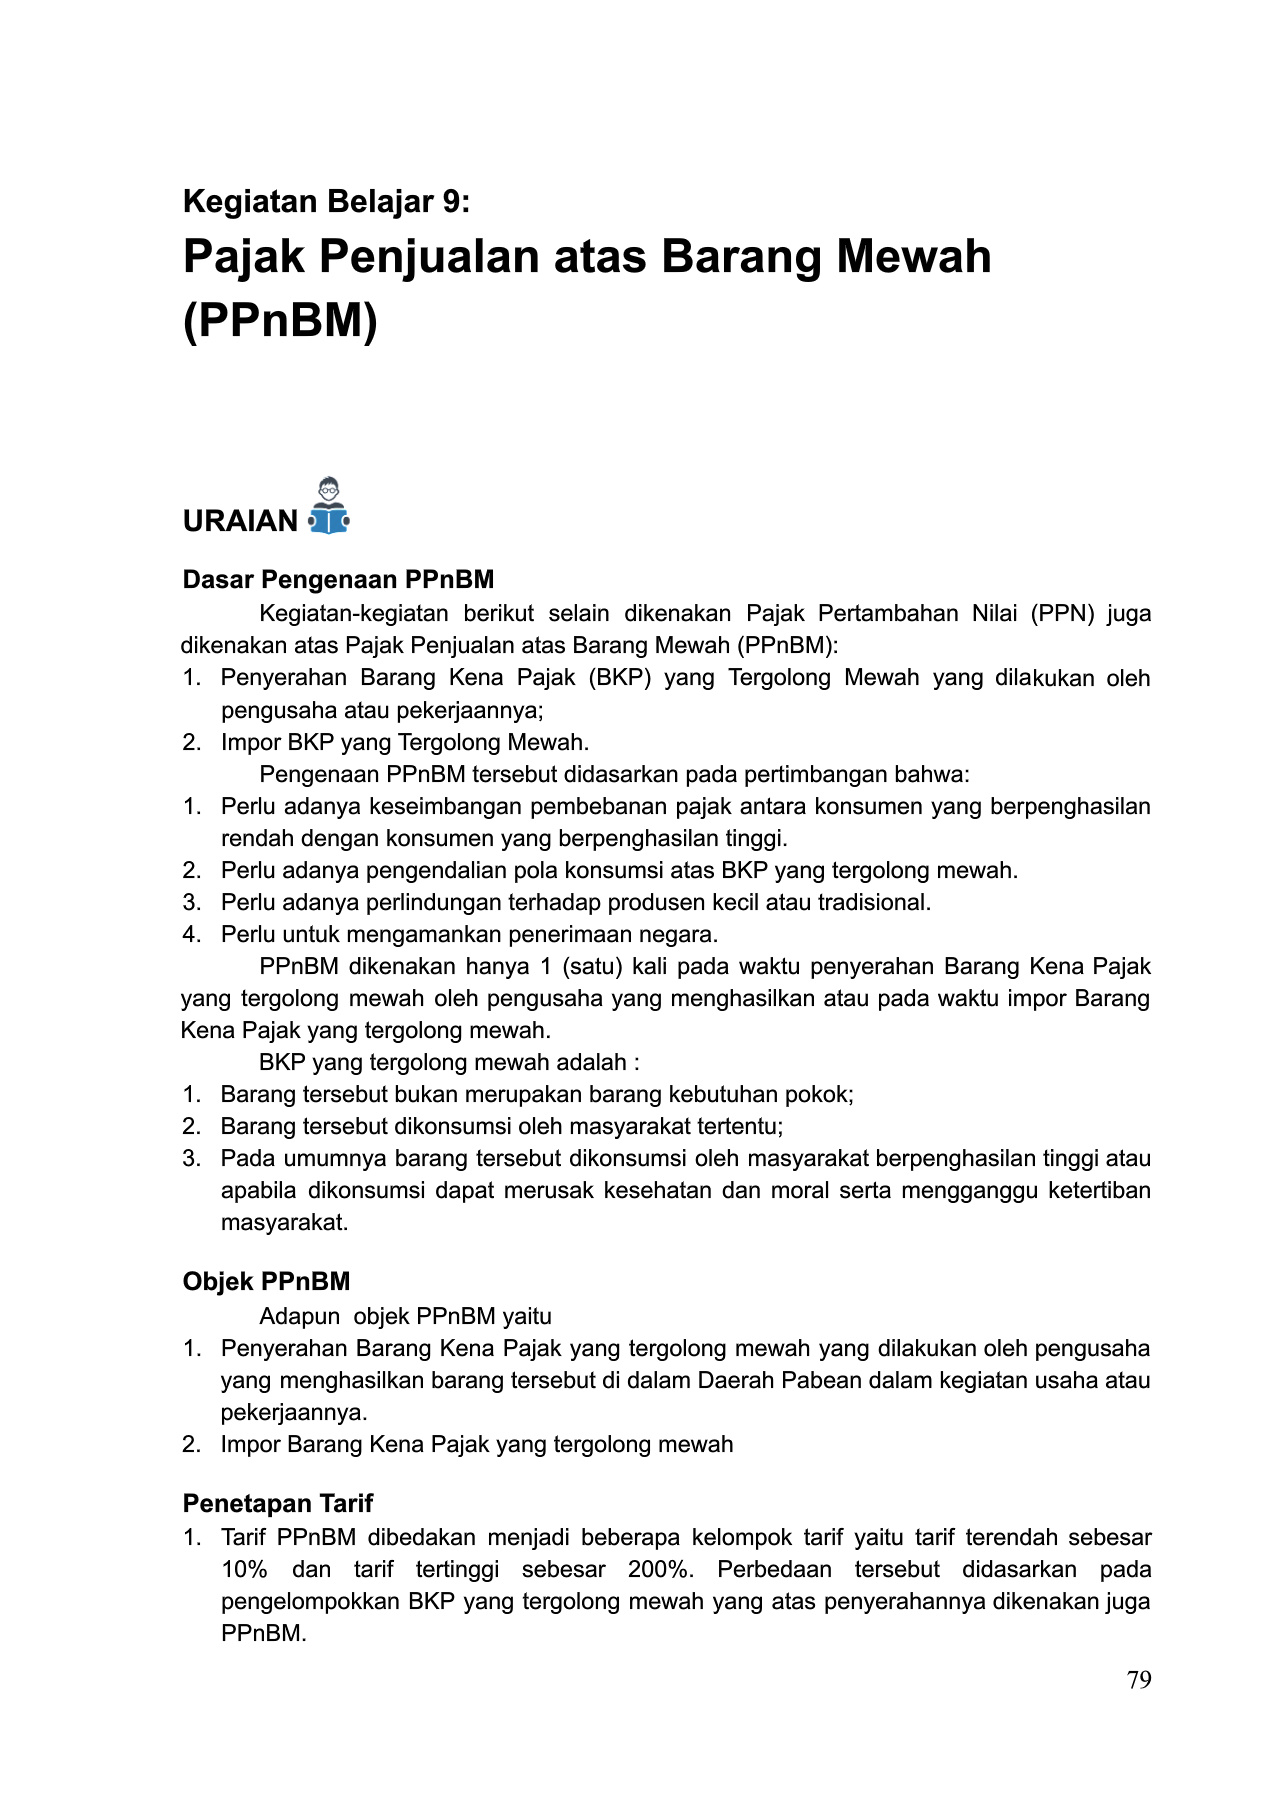 Kegiatan Belajar 9:
Pajak Penjualan atas Barang Mewah
(PPnBM)
URAIAN
Dasar Pengenaan PPnBM
Kegiatan-kegiatan berikut selain dikenakan Pajak Pertambahan Nilai (PPN) juga
dikenakan atas Pajak Penjualan atas Barang Mewah (PPnBM):
1. Penyerahan Barang Kena Pajak (BKP) yang Tergolong Mewah yang dilakukan oleh
pengusaha atau pekerjaannya;
2. Impor BKP yang Tergolong Mewah.
Pengenaan PPnBM tersebut didasarkan pada pertimbangan bahwa:
1. Perlu adanya keseimbangan pembebanan pajak antara konsumen yang berpenghasilan
rendah dengan konsumen yang berpenghasilan tinggi.
2. Perlu adanya pengendalian pola konsumsi atas BKP yang tergolong mewah.
3. Perlu adanya perlindungan terhadap produsen kecil atau tradisional.
4. Perlu untuk mengamankan penerimaan negara.
PPnBM dikenakan hanya 1 (satu) kali pada waktu penyerahan Barang Kena Pajak
yang tergolong mewah oleh pengusaha yang menghasilkan atau pada waktu impor Barang
Kena Pajak yang tergolong mewah.
BKP yang tergolong mewah adalah :
1. Barang tersebut bukan merupakan barang kebutuhan pokok;
2. Barang tersebut dikonsumsi oleh masyarakat tertentu;
3. Pada umumnya barang tersebut dikonsumsi oleh masyarakat berpenghasilan tinggi atau
apabila dikonsumsi dapat merusak kesehatan dan moral serta mengganggu ketertiban
masyarakat.
Objek PPnBM
Adapun objek PPnBM yaitu
1. Penyerahan Barang Kena Pajak yang tergolong mewah yang dilakukan oleh pengusaha
yang menghasilkan barang tersebut di dalam Daerah Pabean dalam kegiatan usaha atau
pekerjaannya.
2. Impor Barang Kena Pajak yang tergolong mewah
Penetapan Tarif
1. Tarif PPnBM dibedakan menjadi beberapa kelompok tarif yaitu tarif terendah sebesar
10% dan tarif tertinggi sebesar 200%. Perbedaan tersebut didasarkan pada
pengelompokkan BKP yang tergolong mewah yang atas penyerahannya dikenakan juga
PPnBM.
79